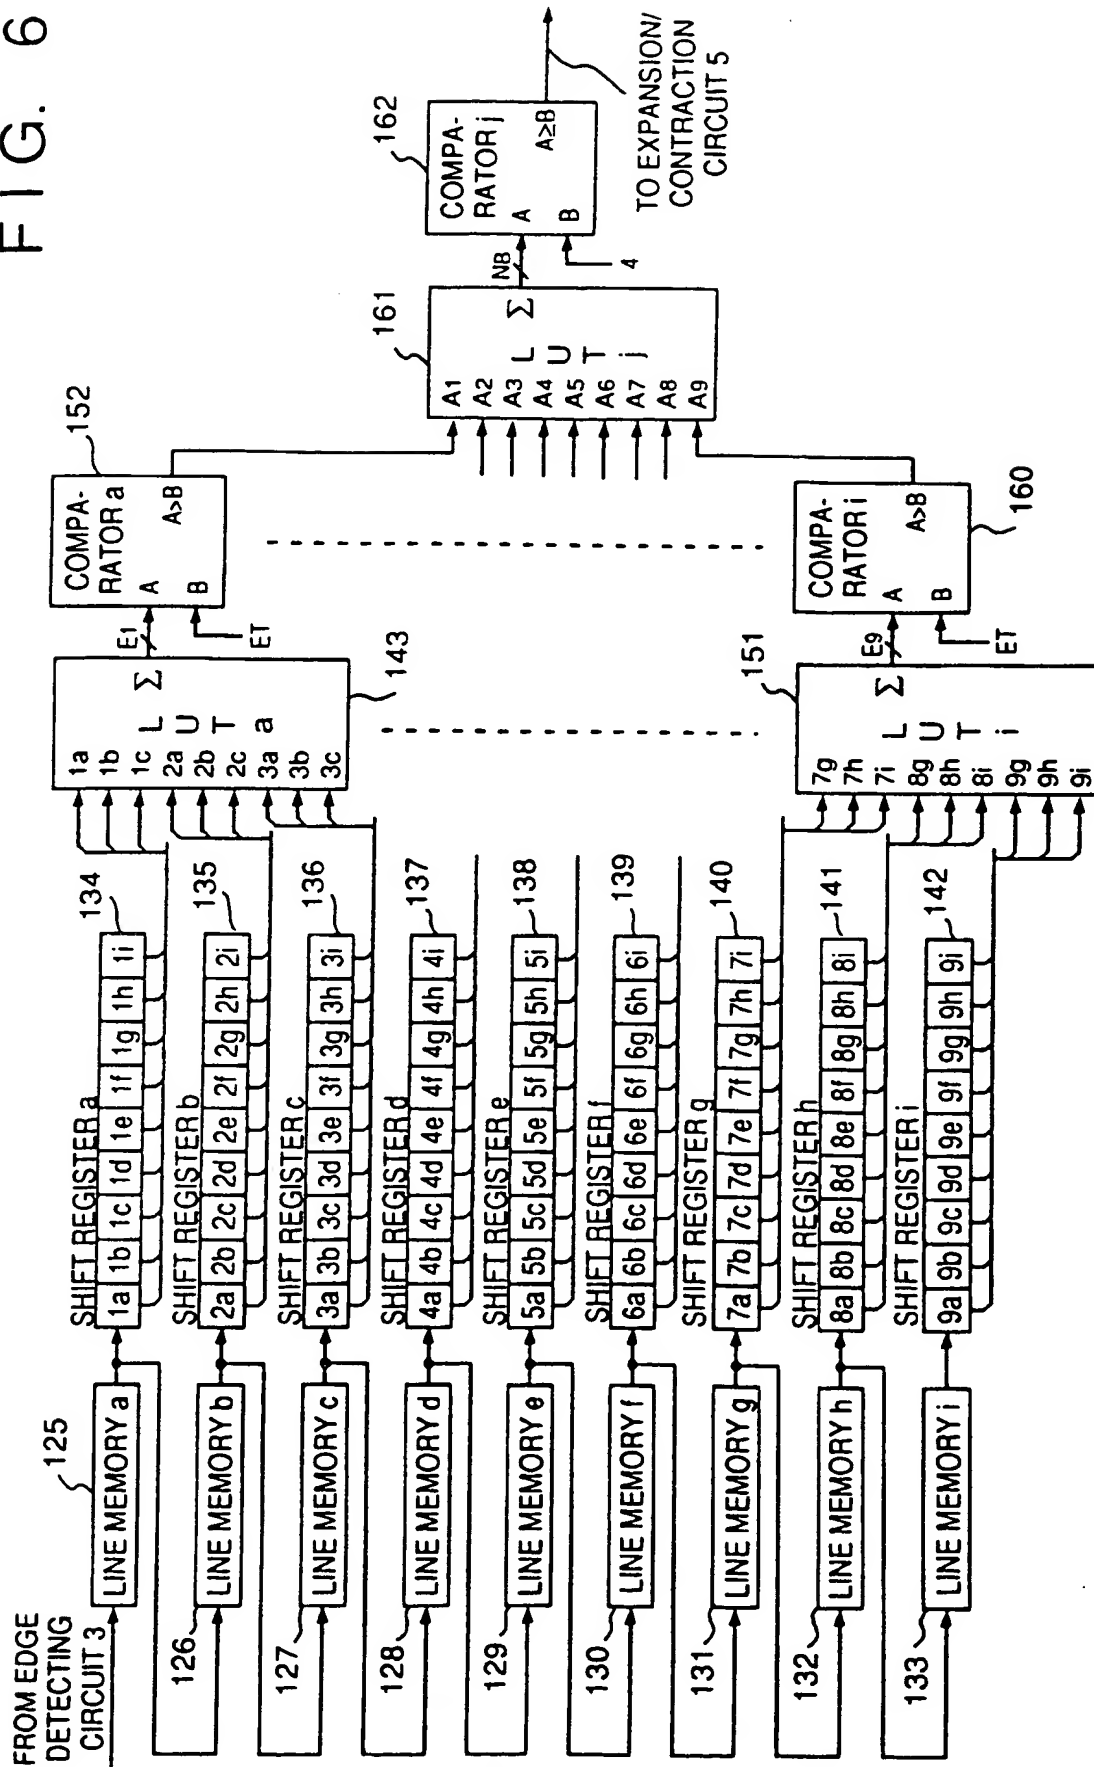 FIG. 6
FROM EDGE
DETECTING
CIRCUIT 3
125
LINE MEMORY a
126
LINE MEMORY b
127
LINE MEMORY c
128
LINE MEMORY d
129
LINE MEMORY e
130
LINE MEMORY f
131
LINE MEMORY g
132
LINE MEMORY h
133
LINE MEMORY i
SHIFT REGISTER a
134
1a 1b 1c 1d 1e 1f 1g 1h 1i
SHIFT REGISTER b
135
2a 2b 2c 2d 2e 2f 2g 2h 2i
SHIFT REGISTER c
136
3a 3b 3c 3d 3e 3f 3g 3h 3i
SHIFT REGISTER d
137
4a 4b 4c 4d 4e 4f 4g 4h 4i
SHIFT REGISTER e
138
5a 5b 5c 5d 5e 5f 5g 5h 5i
SHIFT REGISTER f
139
6a 6b 6c 6d 6e 6f 6g 6h 6i
SHIFT REGISTER g
140
7a 7b 7c 7d 7e 7f 7g 7h 7i
SHIFT REGISTER h
141
8a 8b 8c 8d 8e 8f 8g 8h 8i
SHIFT REGISTER i
142
9a 9b 9c 9d 9e 9f 9g 9h 9i
1a
1b
1c
2a
2b
2c
3a
3b
3c
LUT a
Σ
143
7g
7h
7i
8g
8h
8i
9g
9h
9i
LUT i
Σ
151
E1
ET
COMPA-
RATOR a
A
B
A>B
152
E9
ET
COMPA-
RATOR i
A
B
A>B
160
A1
A2
A3
A4
A5
A6
A7
A8
A9
LUT j
Σ
161
NB
4
COMPA-
RATOR j
A
B
A≥B
162
TO EXPANSION/
CONTRACTION
CIRCUIT 5